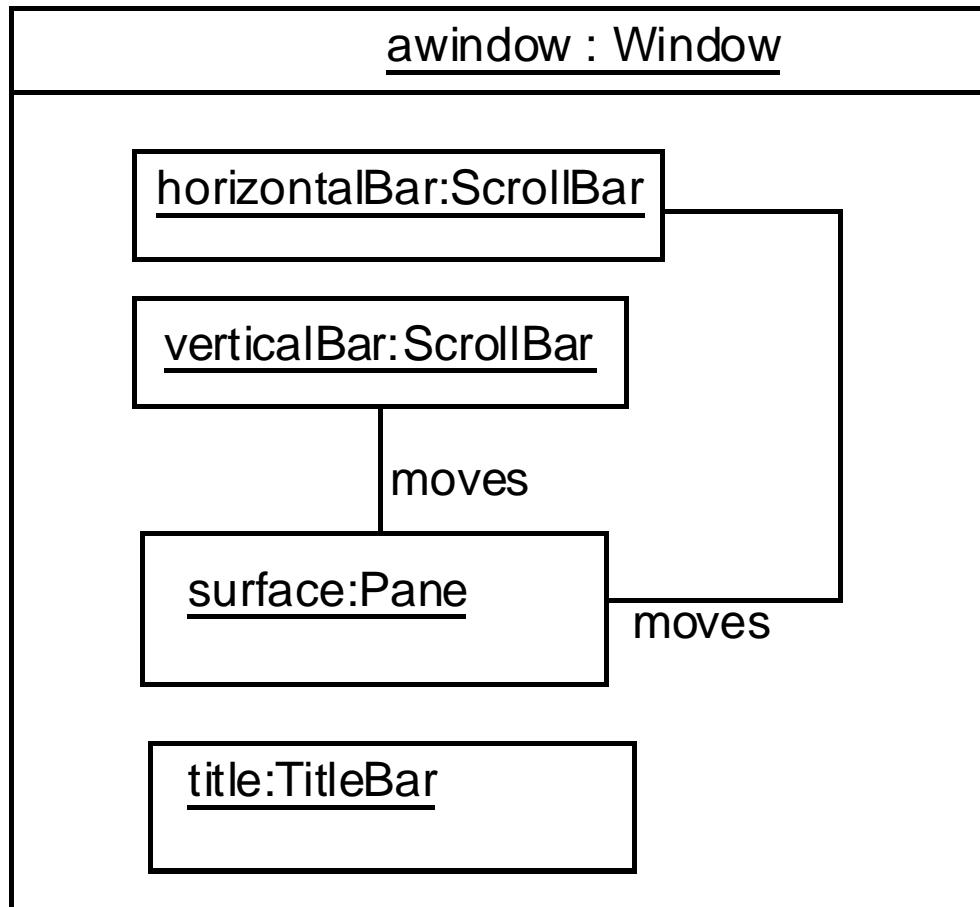 awindow : Window
horizontalBar:ScrollBar
verticalBar:ScrollBar
moves
surface:Pane
moves
title:TitleBar